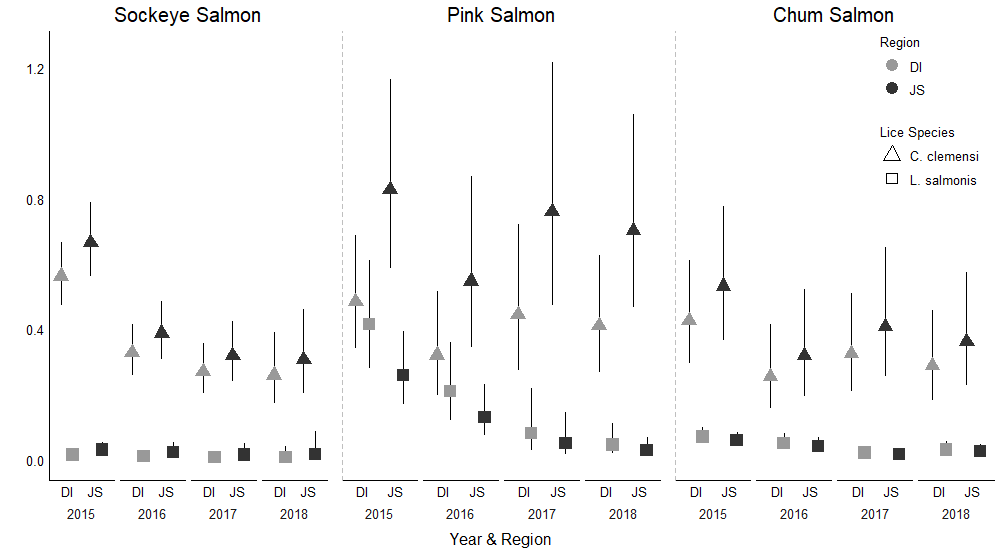 Sockeye Salmon Pink Salmon Chum Salmon
Region
DI
JS
Lice Species
C. clemensi
L. salmonis
1.2
0.8
0.4
0.0
DI JS DI JS DI JS DI JS DI JS DI JS DI JS DI JS DI JS DI JS DI JS DI JS
2015 2016 2017 2018 2015 2016 2017 2018 2015 2016 2017 2018
Year & Region